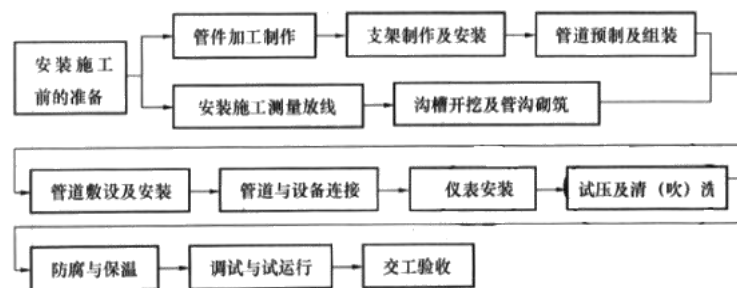 管件加工制作
支架制作及安装
管道预制及组装
安装施工
前的准备
安装施工测量放线
沟槽开挖及管沟砌筑
管道敷设及安装
管道与设备连接
仪表安装
试压及清（吹）洗
防腐与保温
调试与试运行
交工验收